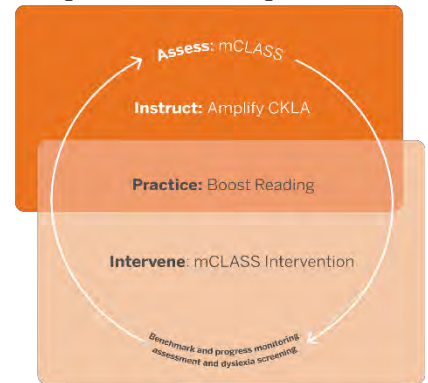 Assess: mCLASS
Instruct: Amplify CKLA
Practice: Boost Reading
Intervene: mCLASS Intervention
Benchmark and progress monitoring
assessment and dyslexia screening